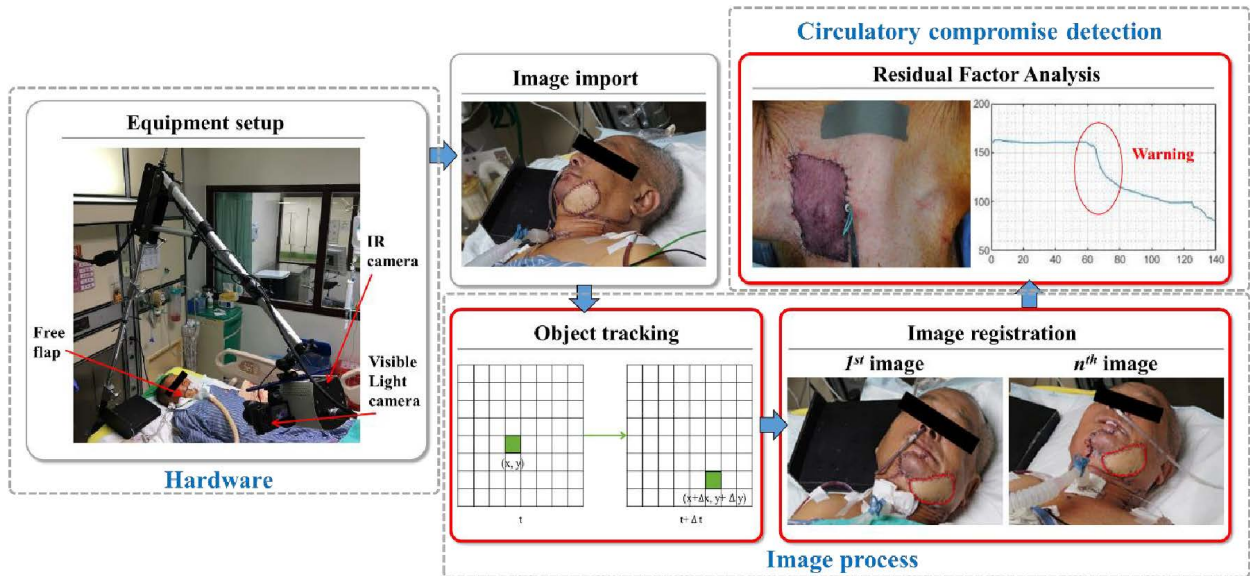 Circulatory compromise detection
Residual Factor Analysis
Warning
200
150
100
50
0 20 40 60 80 100 120 140
Image import
Equipment setup
IR
camera
Free
flap
Visible
Light
camera
Hardware
Object tracking
(x, y)
(x+Δx, y+ Δy)
t
t+ Δt
Image registration
1st image
nth image
Image process